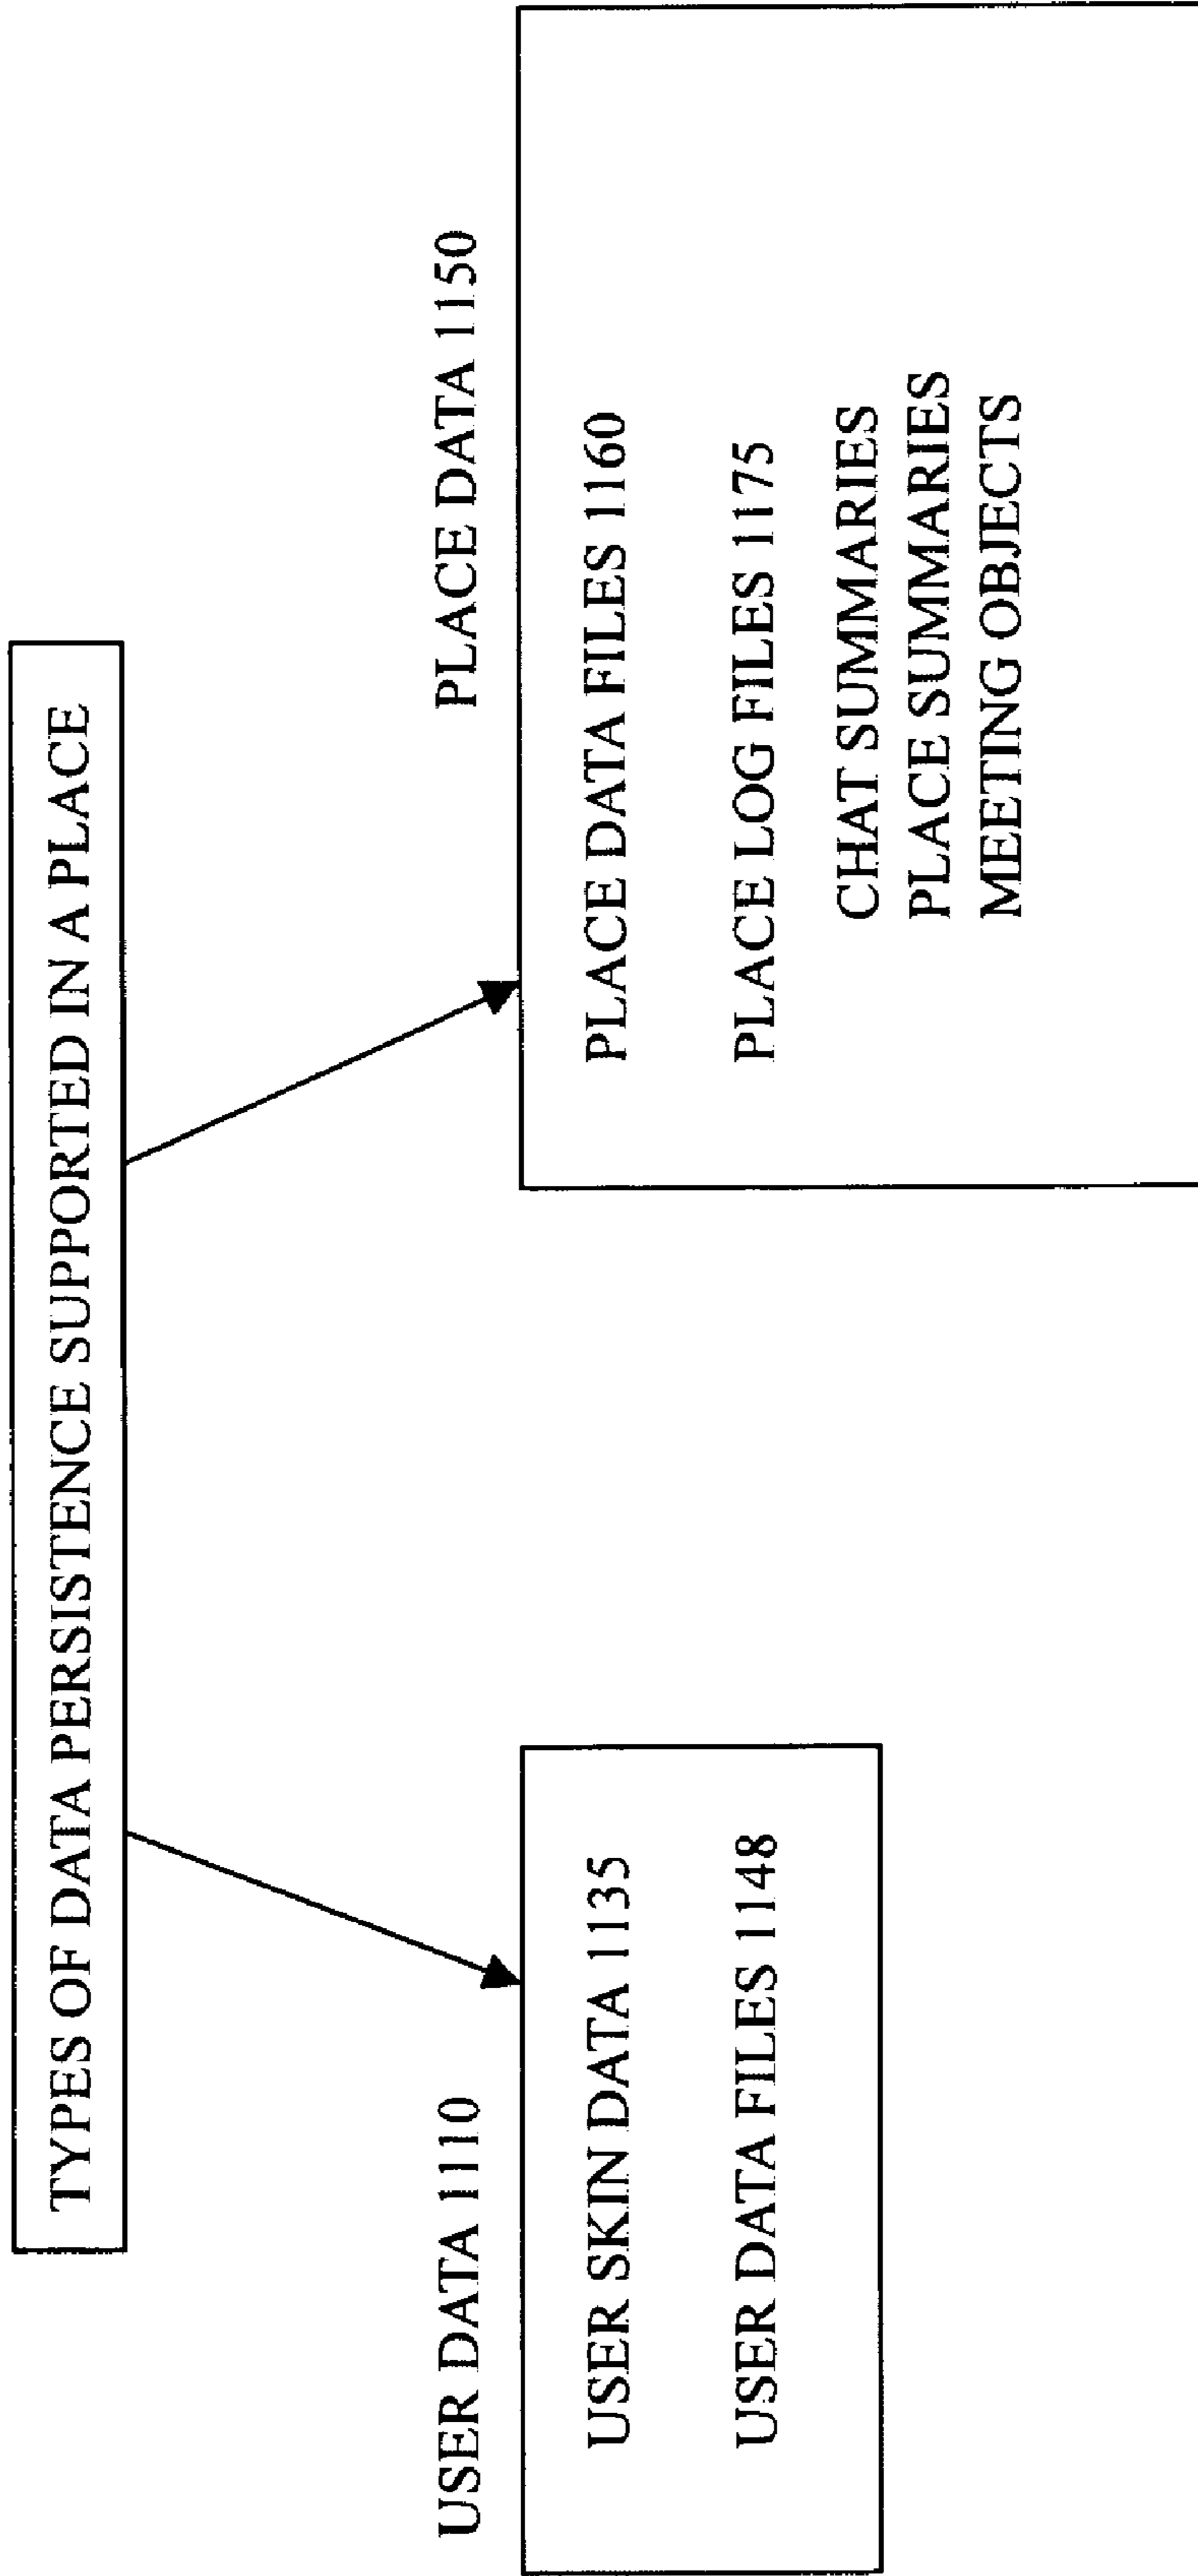 TYPES OF DATA PERSISTENCE SUPPORTED IN A PLACE
USER DATA 1110
USER SKIN DATA 1135
USER DATA FILES 1148
PLACE DATA 1150
PLACE DATA FILES 1160
PLACE LOG FILES 1175
CHAT SUMMARIES
PLACE SUMMARIES
MEETING OBJECTS